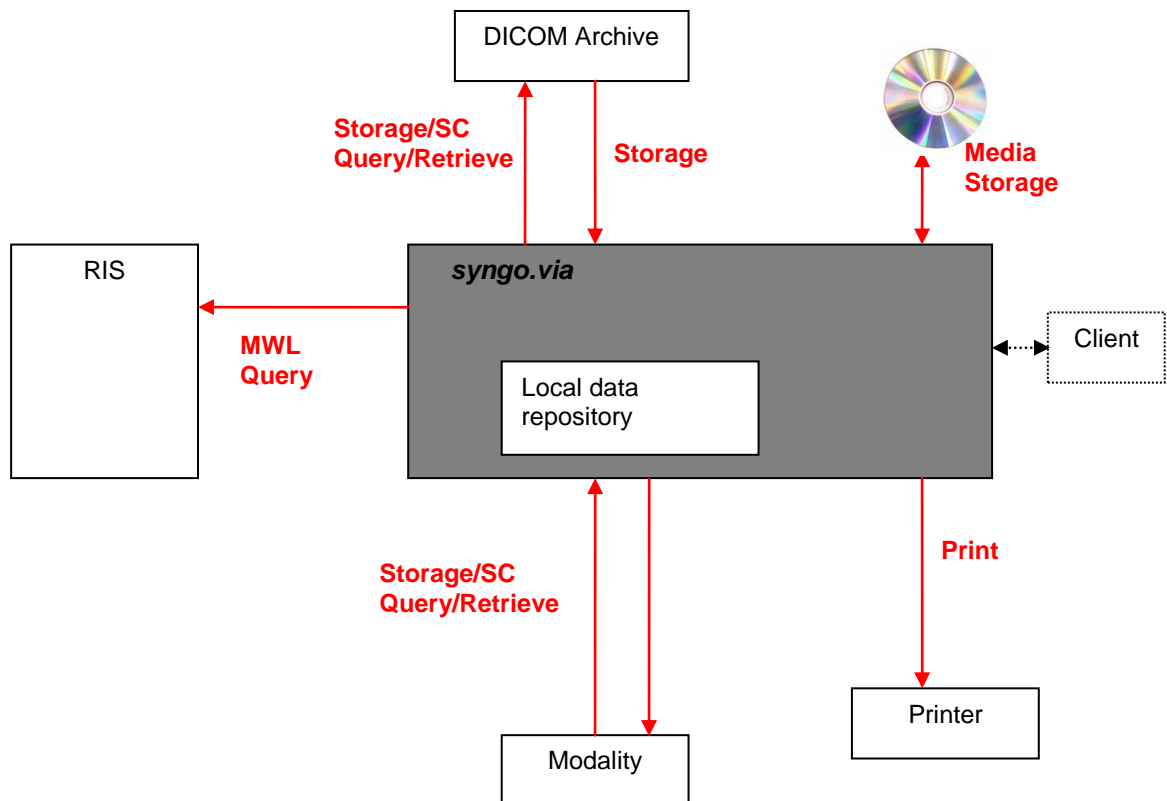 DICOM Archive
Storage/SC
Query/Retrieve
Storage
Media
Storage
RIS
syngo.via
MWL
Query
Client
Local data
repository
Storage/SC
Query/Retrieve
Print
Printer
Modality